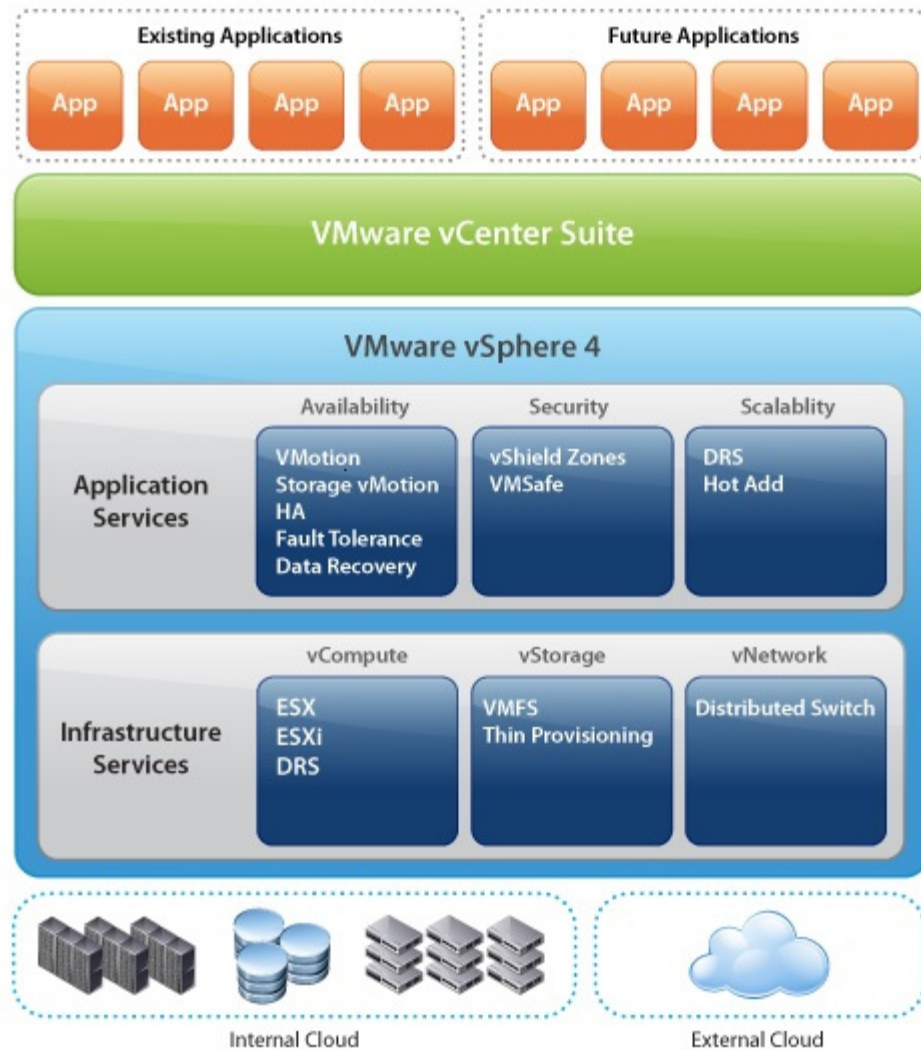 Existing Applications
Future Applications
App App App App
App App App App
VMware vCenter Suite
VMware vSphere 4
Application
Services
Availability
VMotion
Storage vMotion
HA
Fault Tolerance
Data Recovery
Security
vShield Zones
VMSafe
Scalablity
DRS
Hot Add
Infrastructure
Services
vCompute
ESX
ESXi
DRS
vStorage
VMFS
Thin Provisioning
vNetwork
Distributed Switch
Internal Cloud
External Cloud